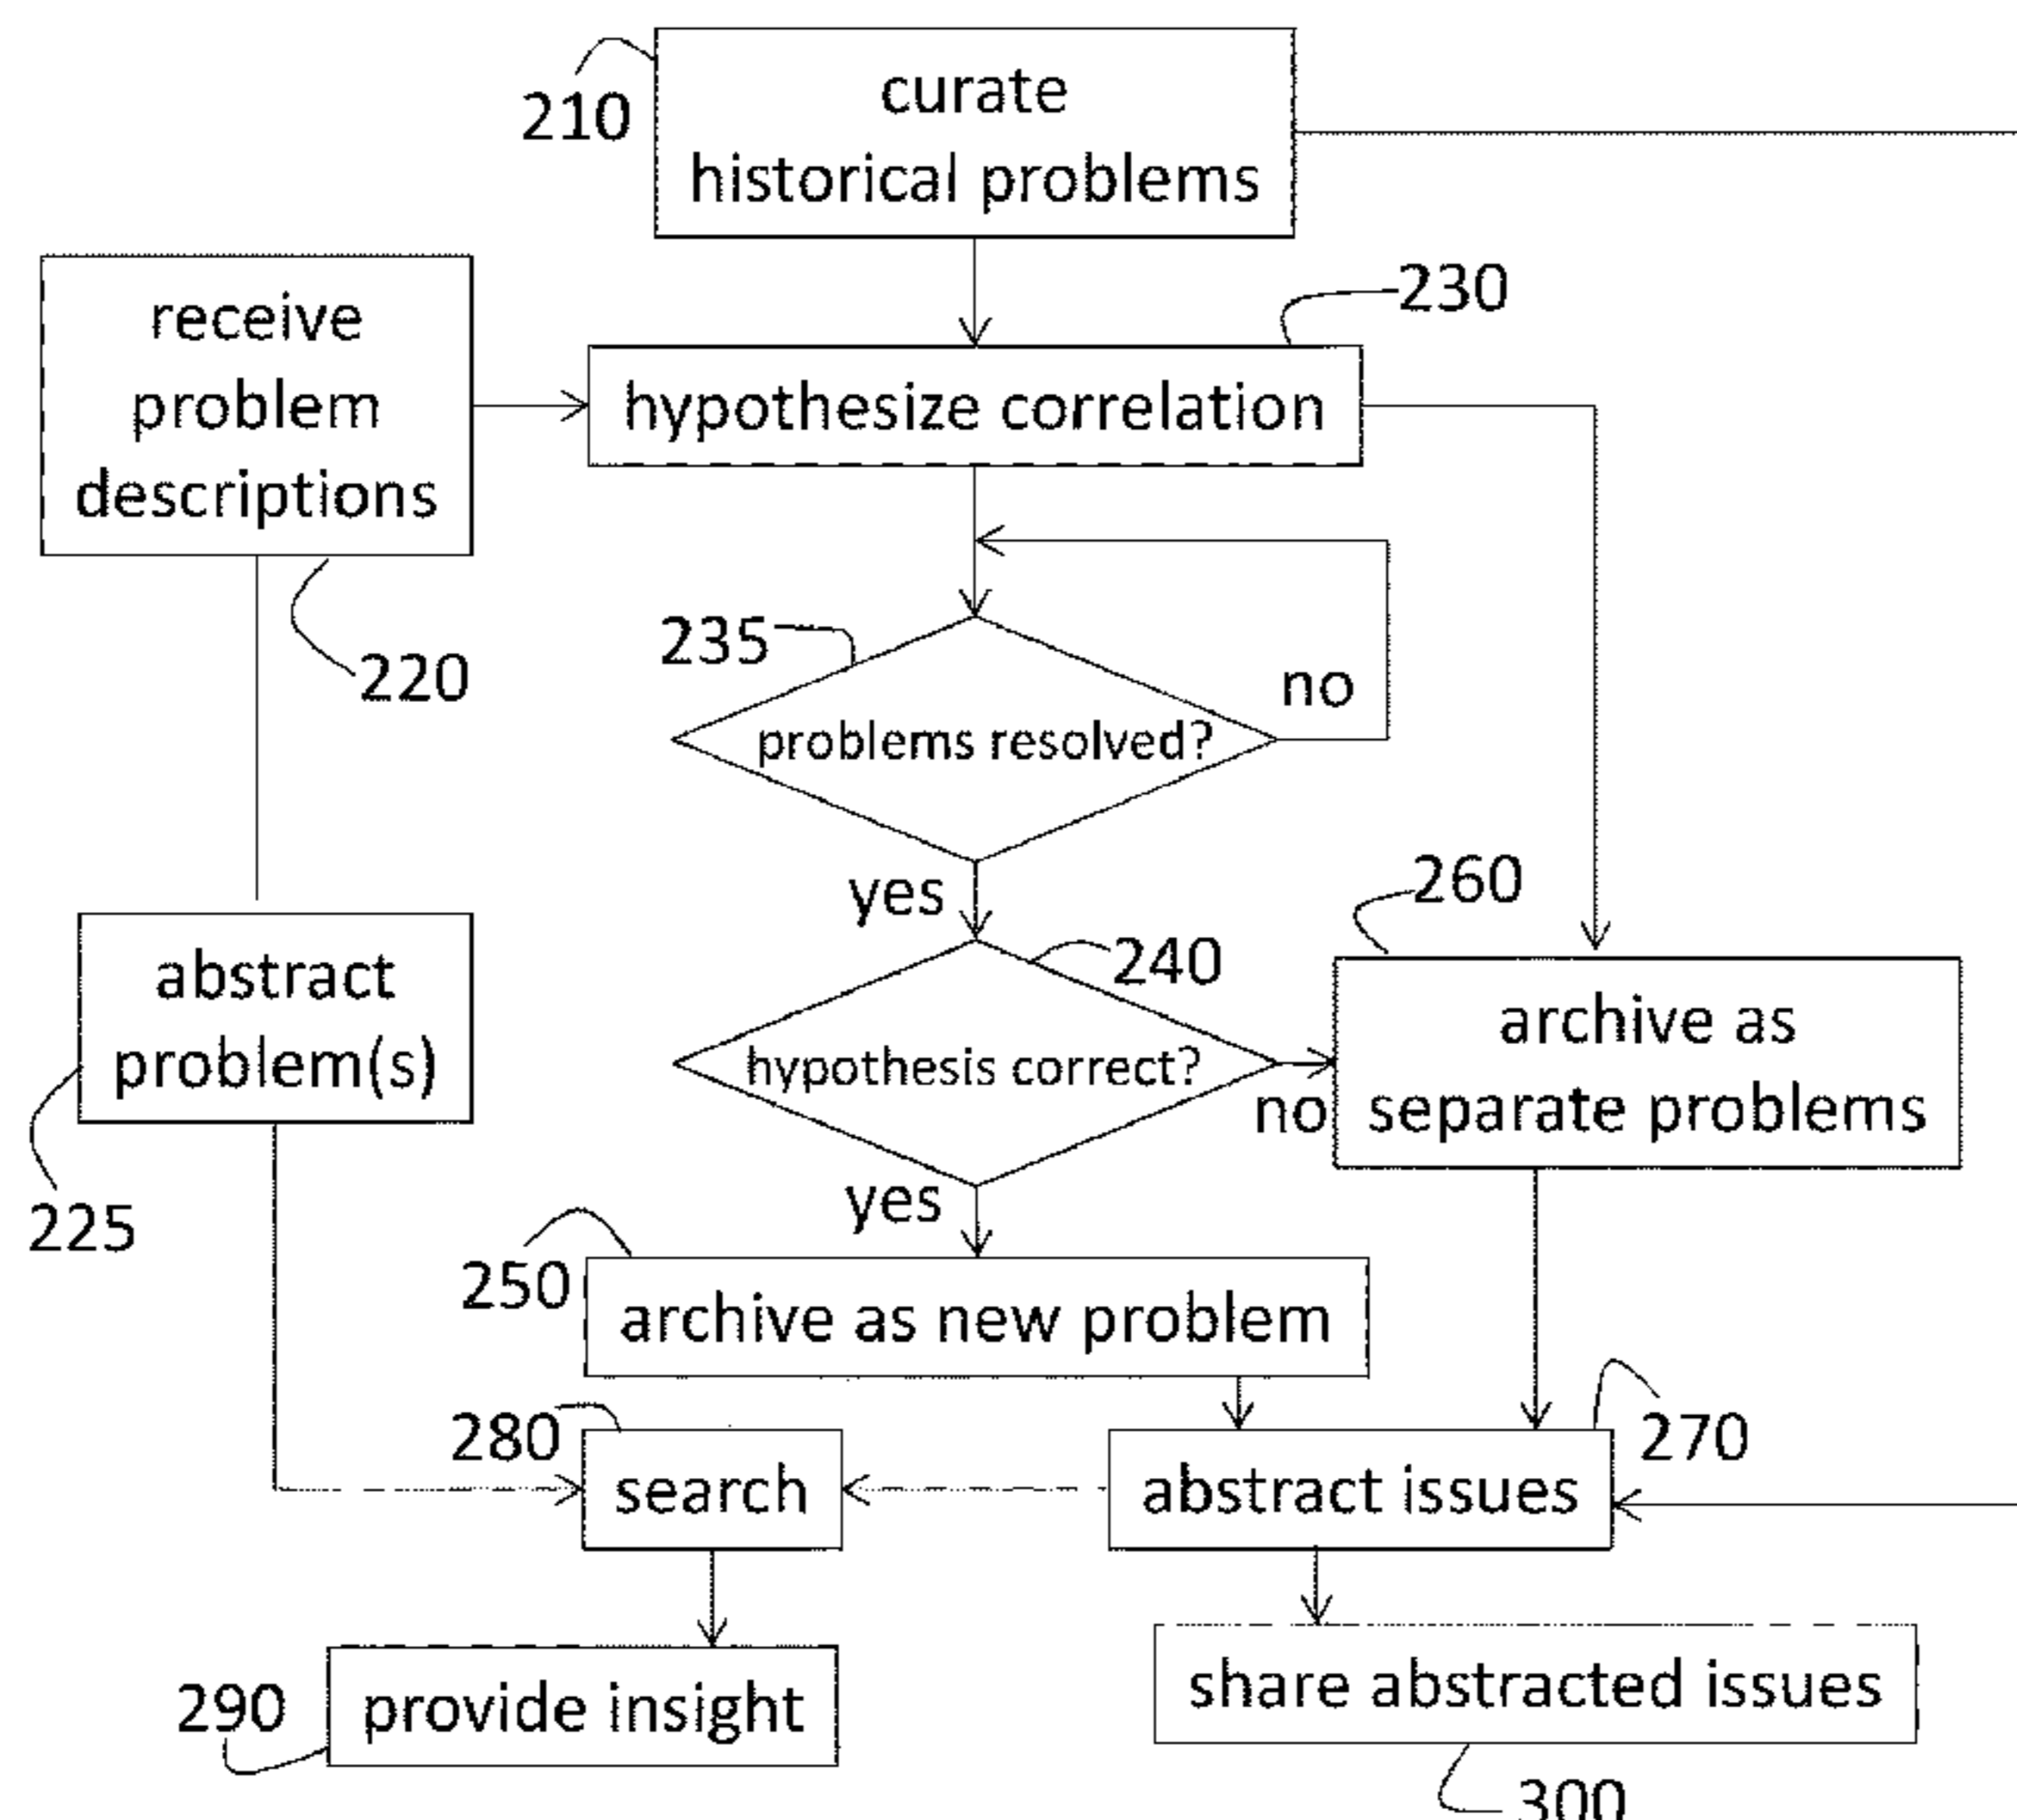 curate
historical problems
210
receive
problem
descriptions
220
230
hypothesize correlation
235
problems resolved?
no
yes
abstract
problem(s)
225
240
hypothesis correct?
no
yes
260
archive as
separate problems
250
archive as new problem
280
search
270
abstract issues
290
provide insight
share abstracted issues
300